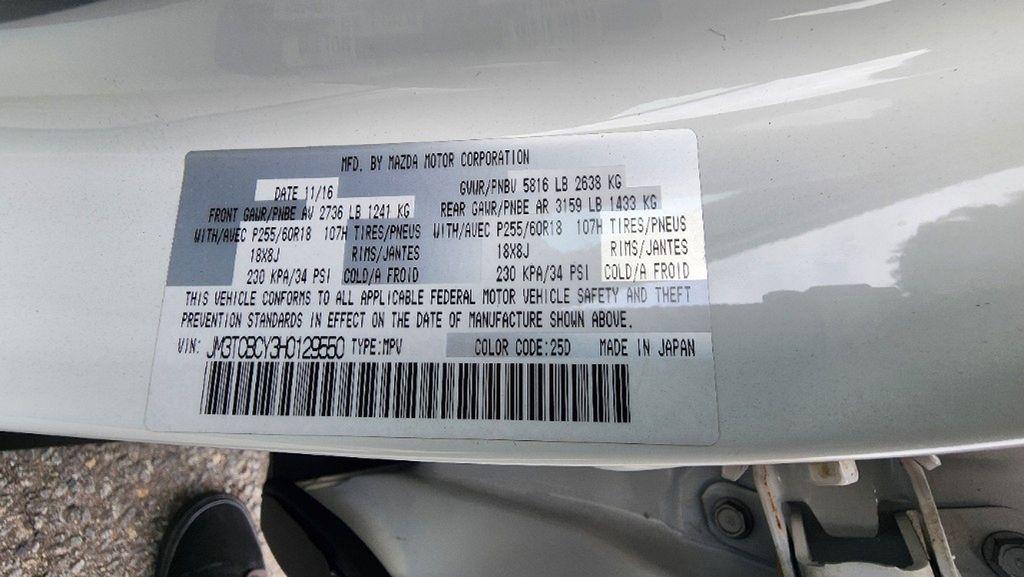 MFD. BY MAZDA MOTOR CORPORATION
DATE 11/16 GVWR/PNBV 5816 LB 2638 KG
FRONT GAWR/PNBE AV 2736 LB 1241 KG REAR GAWR/PNBE AR 3159 LB 1433 KG
WITH/AVEC P255/60R18 107H TIRES/PNEUS WITH/AVEC P255/60R18 107H TIRES/PNEUS
18X8J RIMS/JANTES 18X8J RIMS/JANTES
230 KPA/34 PSI COLD/A FROID 230 KPA/34 PSI COLD/A FROID
THIS VEHICLE CONFORMS TO ALL APPLICABLE FEDERAL MOTOR VEHICLE SAFETY AND THEFT
PREVENTION STANDARDS IN EFFECT ON THE DATE OF MANUFACTURE SHOWN ABOVE.
VIN: JM3TCBCY3H0129550 TYPE:MPV COLOR CODE:25D MADE IN JAPAN